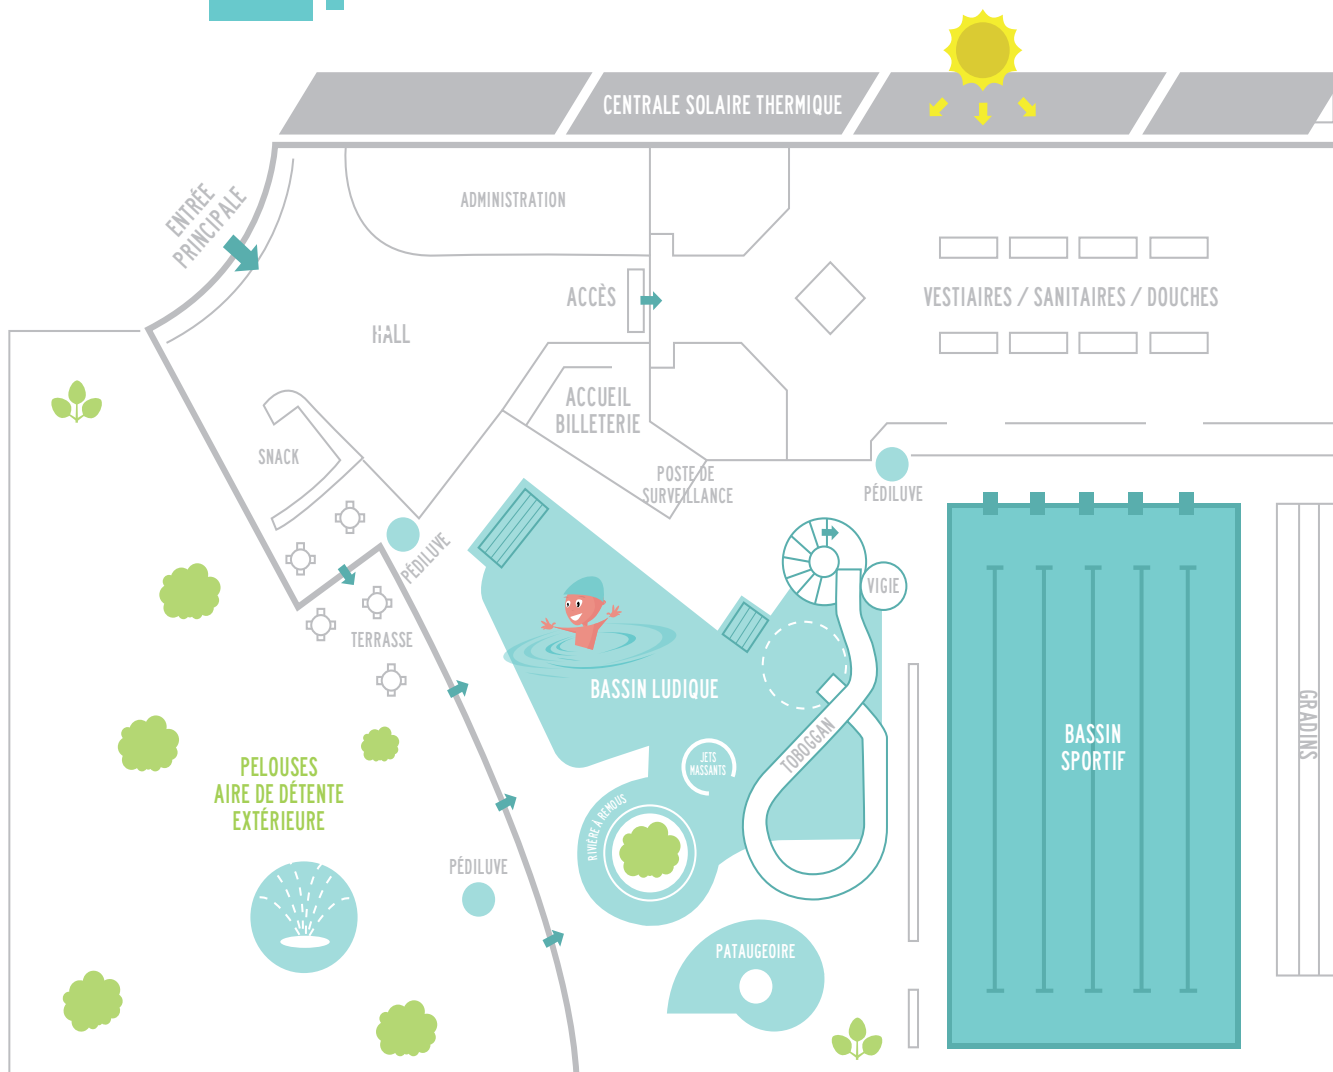 CENTRALE SOLAIRE THERMIQUE
ENTRÉE
PRINCIPALE
ADMINISTRATION
ACCÈS
HALL
VESTIAIRES / SANITAIRES / DOUCHES
ACCUEIL
BILLETERIE
SNACK
POSTE DE
SURVEILLANCE
PÉDILUVE
PÉDILUVE
VIGIE
TERRASSE
BASSIN LUDIQUE
TOBOGGAN
JETS
MASSANTS
BASSIN
SPORTIF
GRADINS
PELOUSES
AIRE DE DÉTENTE
EXTÉRIEURE
RIVIÈRE À REMOUS
PÉDILUVE
PATAUGEOIRE